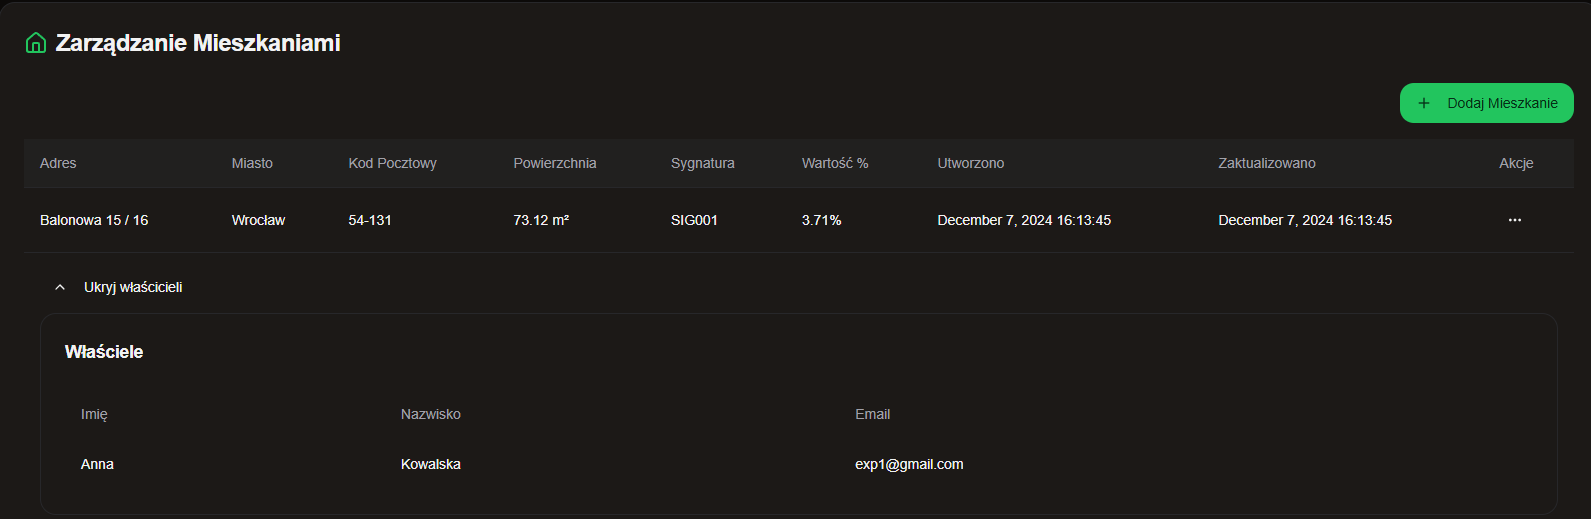 Zarządzanie Mieszkaniami
+ Dodaj Mieszkanie
Adres Miasto Kod Pocztowy Powierzchnia Sygnatura Wartość % Utworzono Zaktualizowano Akcje
Balonowa 15 / 16 Wrocław 54-131 73.12 m² SIG001 3.71% December 7, 2024 16:13:45 December 7, 2024 16:13:45 ...
Ukryj właścicieli
Właściele
Imię Nazwisko Email
Anna Kowalska exp1@gmail.com